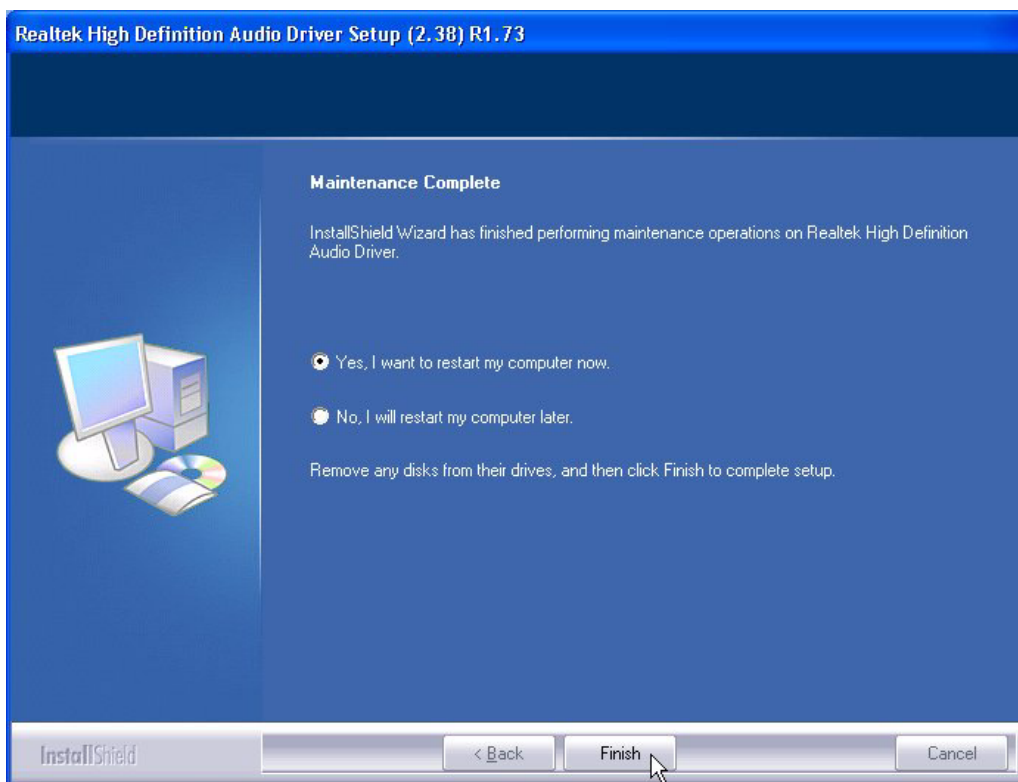 Realtek High Definition Audio Driver Setup (2.38) R1.73
Maintenance Complete
InstallShield Wizard has finished performing maintenance operations on Realtek High Definition
Audio Driver.
Yes, I want to restart my computer now.
No, I will restart my computer later.
Remove any disks from their drives, and then click Finish to complete setup.
InstallShield
< Back
Finish
Cancel